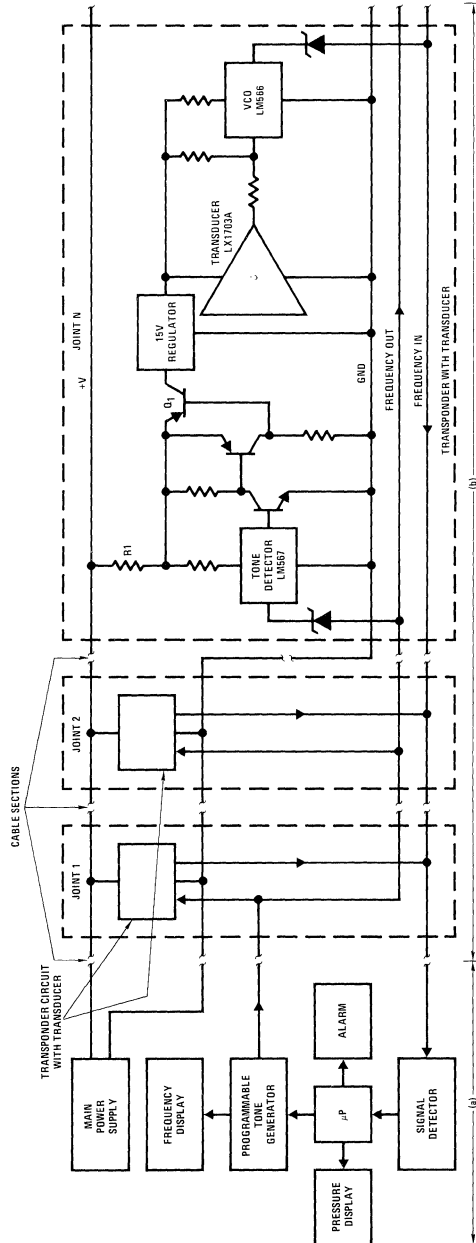 CABLE SECTIONS
TRANSPONDER CIRCUIT
WITH TRANSDUCER
MAIN
POWER
SUPPLY
FREQUENCY
DISPLAY
PROGRAMMABLE
TONE
GENERATOR
ALARM
μP
PRESSURE
DISPLAY
SIGNAL
DETECTOR
(a)
JOINT 1
JOINT 2
JOINT N
+V
R1
TONE
DETECTOR
LM567
Q1
15V
REGULATOR
TRANSDUCER
LX1703A
VCO
LM566
GND
FREQUENCY OUT
FREQUENCY IN
TRANSPONDER WITH TRANSDUCER
(b)